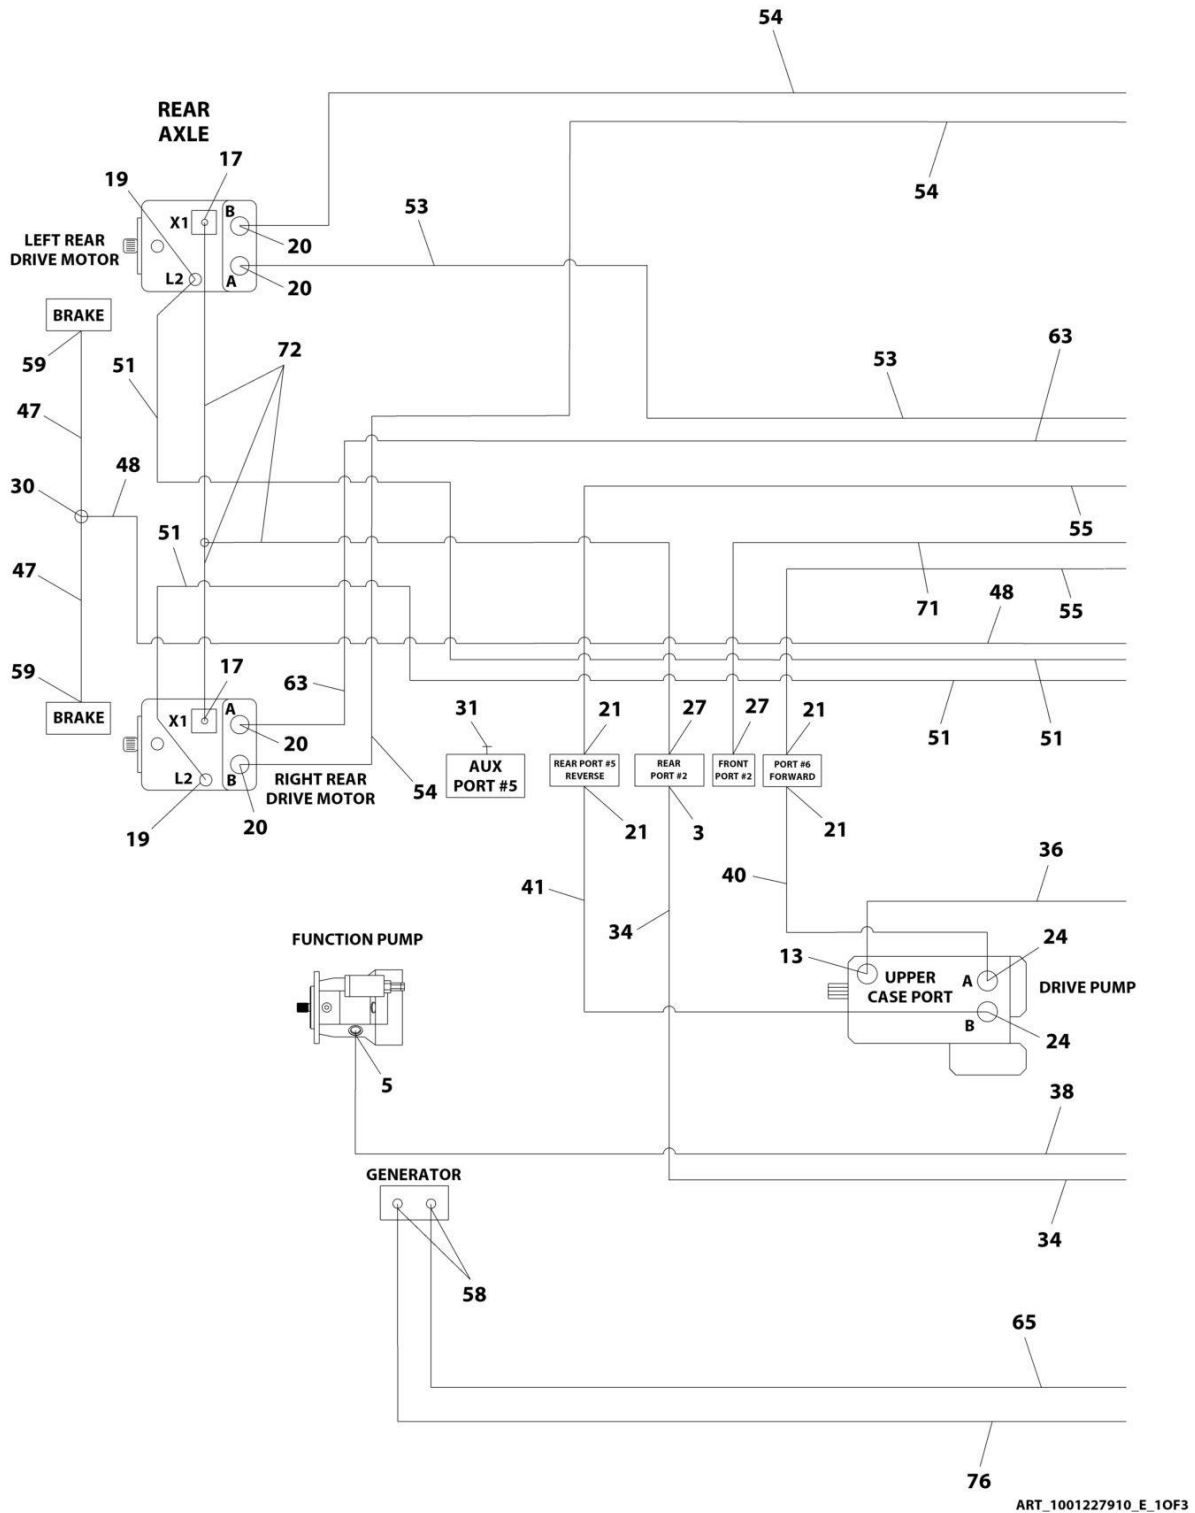 54
54
REAR
AXLE
17
19
X1
B
53
LEFT REAR
DRIVE MOTOR
20
L2
A
20
BRAKE
59
51
72
63
53
47
48
30
51
55
47
71
55
48
59
17
63
BRAKE
X1
A
20
31
21
27
27
21
51
51
AUX
PORT #5
REAR PORT #5
REVERSE
REAR
PORT #2
FRONT
PORT #2
PORT #6
FORWARD
L2
B
RIGHT REAR
DRIVE MOTOR
54
19
20
21
3
21
36
41
40
34
FUNCTION PUMP
13
24
UPPER
CASE PORT
A
DRIVE PUMP
B
24
5
38
GENERATOR
34
58
65
76
ART_1001227910_E_1OF3